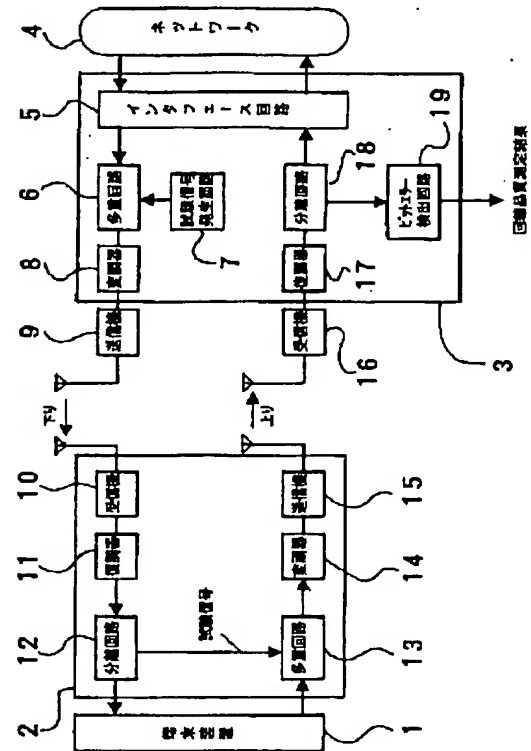 1
端末装置
2
12
分離回路
11
復調器
10
受信機
試験信号
13
多重回路
14
変調器
15
送信機
下り
上り
9
送信機
8
変調器
6
多重回路
試験信号
発生回路
7
5
インタフェース回路
4
ネットワーク
16
受信機
17
復調器
18
分離回路
19
ビットエラー
検出回路
3
回線品質測定結果